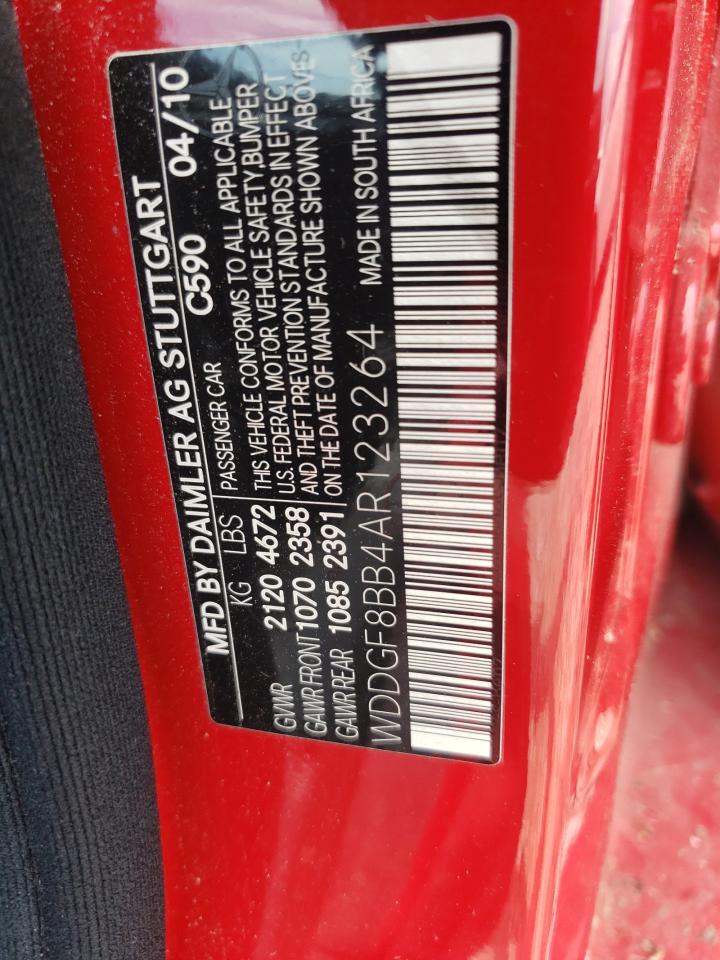 MFD BY DAIMLER AG STUTTGART
KG LBS C590 04/10
PASSENGER CAR
GVWR 2120 4672
GAWR FRONT 1070 2358
GAWR REAR 1085 2391
THIS VEHICLE CONFORMS TO ALL APPLICABLE
U.S. FEDERAL MOTOR VEHICLE SAFETY, BUMPER
AND THEFT PREVENTION STANDARDS IN EFFECT
ON THE DATE OF MANUFACTURE SHOWN ABOVE
WDDGF8BB4AR123264 MADE IN SOUTH AFRICA